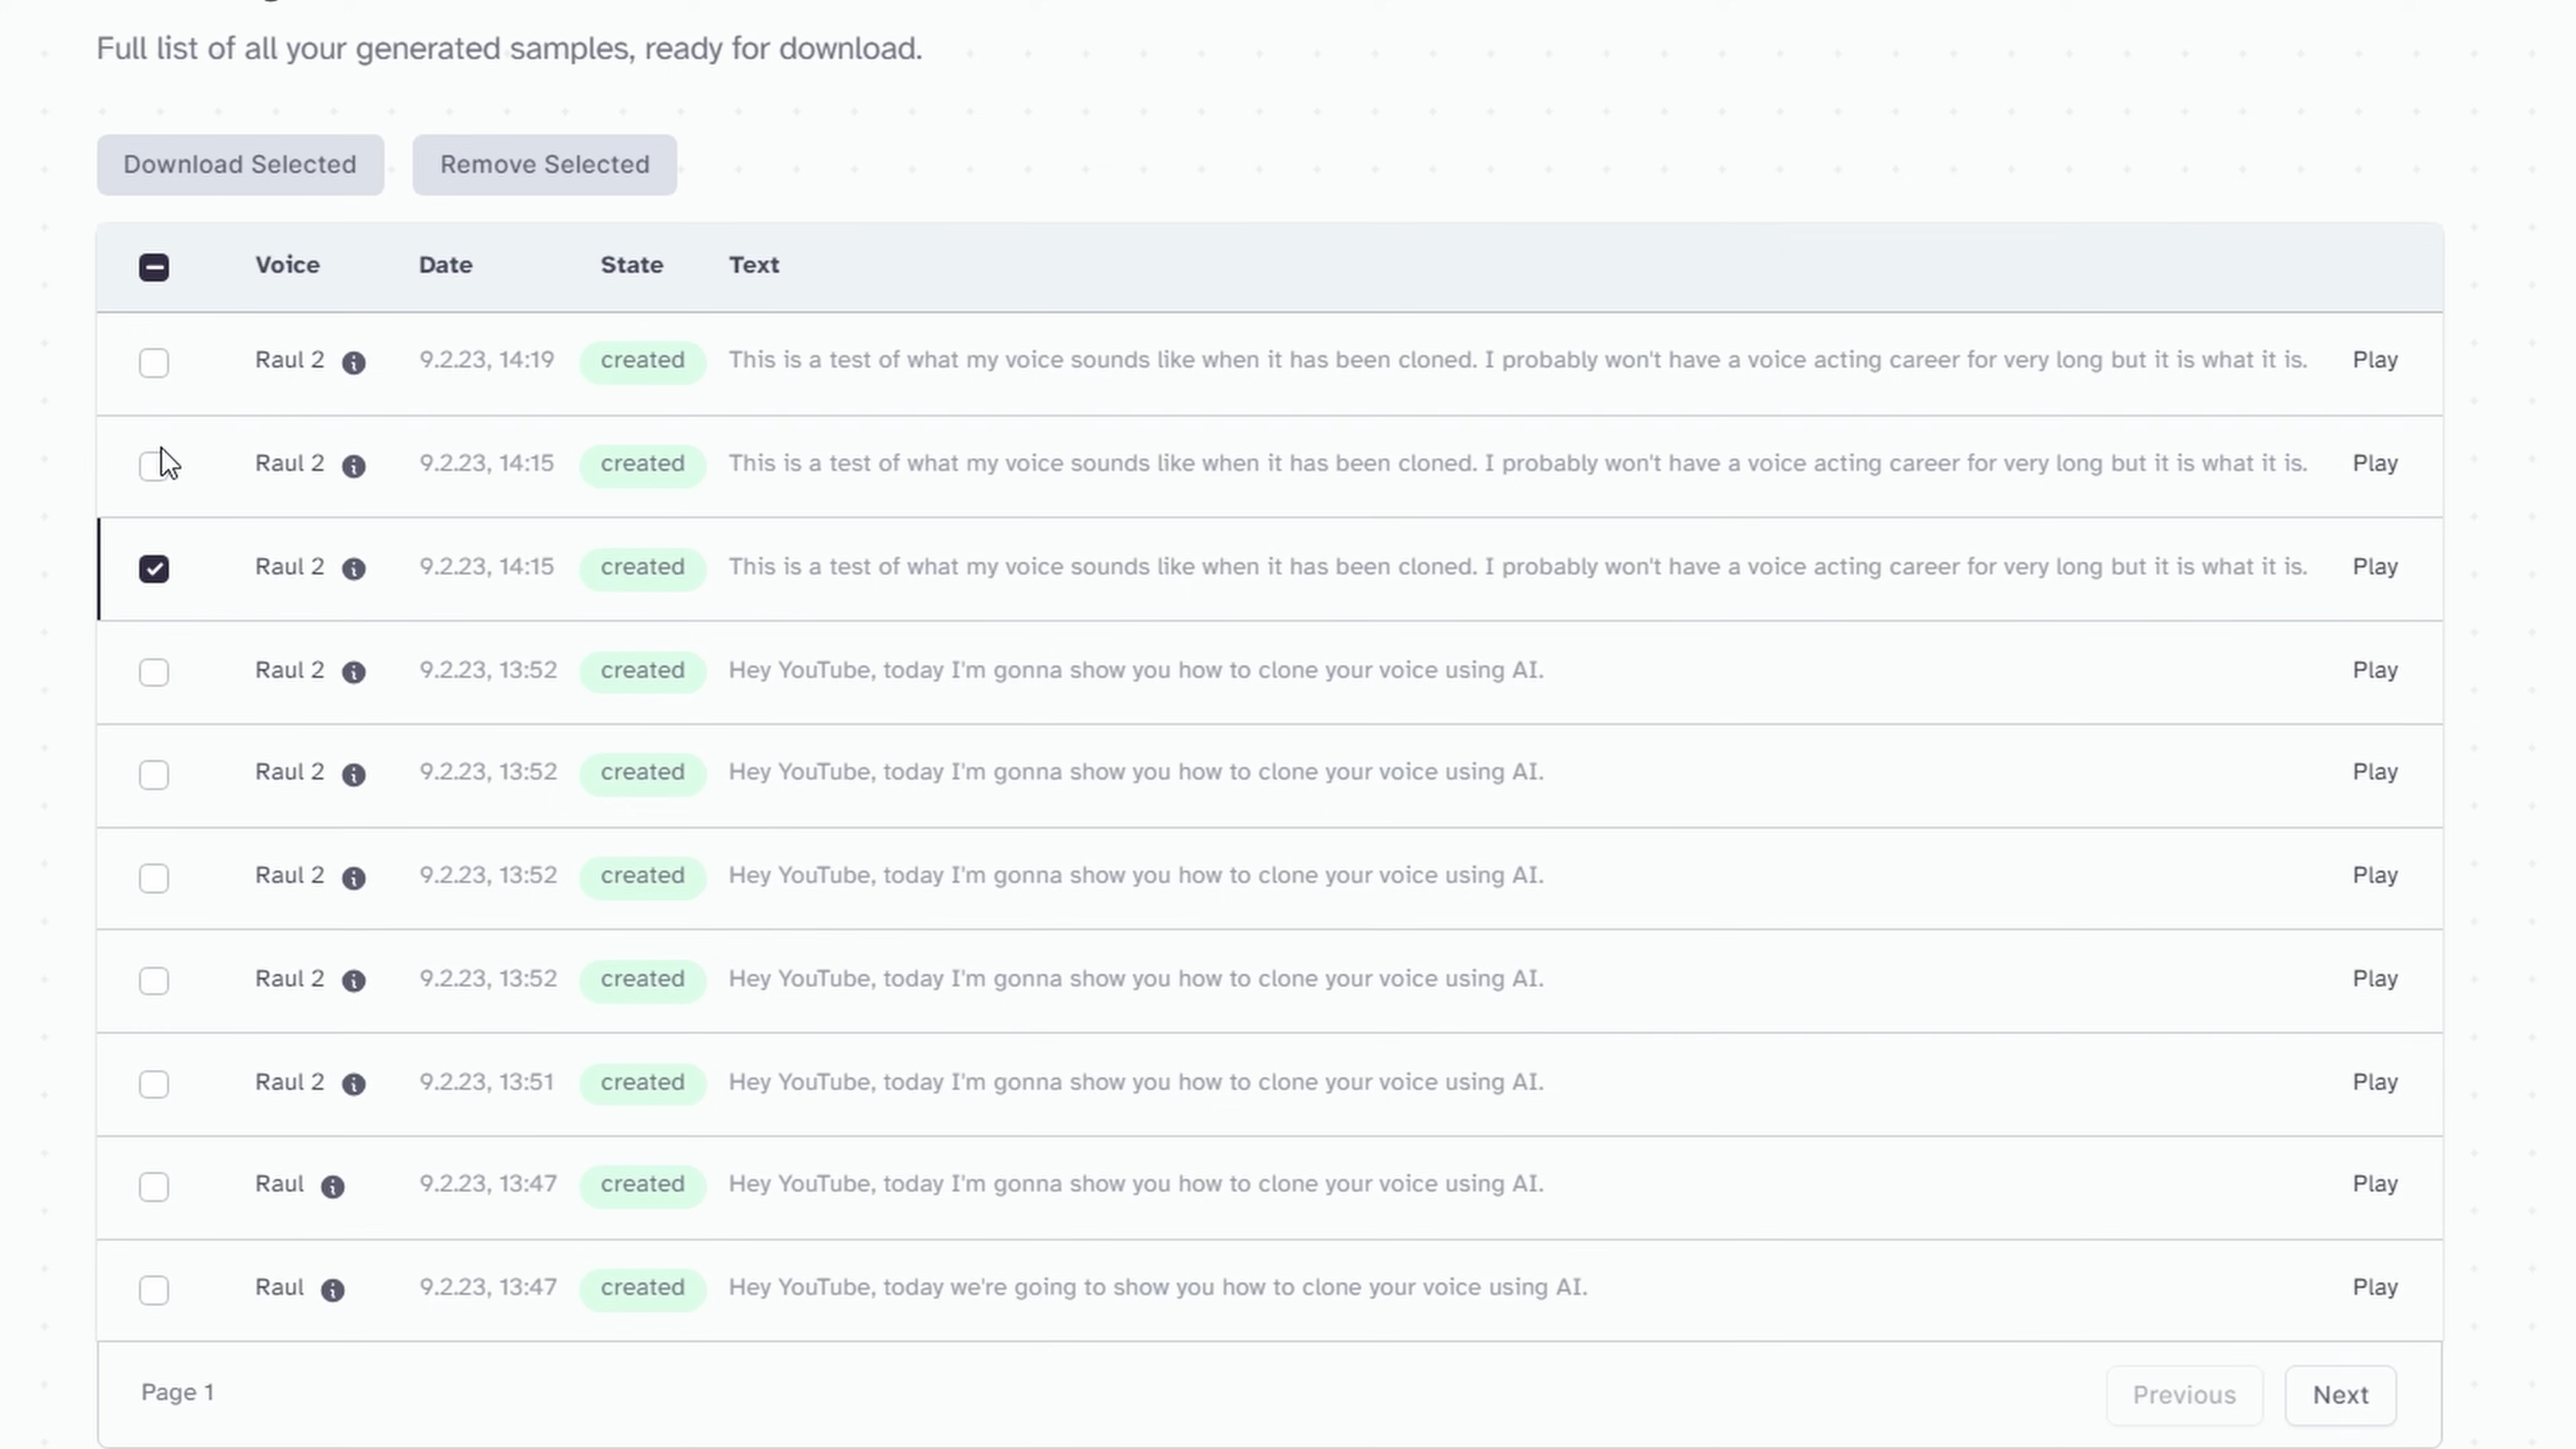 Full list of all your generated samples, ready for download.
Download Selected Remove Selected
Voice Date State Text
Raul 2 9.2.23, 14:19 created This is a test of what my voice sounds like when it has been cloned. I probably won't have a voice acting career for very long but it is what it is. Play
Raul 2 9.2.23, 14:15 created This is a test of what my voice sounds like when it has been cloned. I probably won't have a voice acting career for very long but it is what it is. Play
Raul 2 9.2.23, 14:15 created This is a test of what my voice sounds like when it has been cloned. I probably won't have a voice acting career for very long but it is what it is. Play
Raul 2 9.2.23, 13:52 created Hey YouTube, today I'm gonna show you how to clone your voice using AI. Play
Raul 2 9.2.23, 13:52 created Hey YouTube, today I'm gonna show you how to clone your voice using AI. Play
Raul 2 9.2.23, 13:52 created Hey YouTube, today I'm gonna show you how to clone your voice using AI. Play
Raul 2 9.2.23, 13:52 created Hey YouTube, today I'm gonna show you how to clone your voice using AI. Play
Raul 2 9.2.23, 13:51 created Hey YouTube, today I'm gonna show you how to clone your voice using AI. Play
Raul 9.2.23, 13:47 created Hey YouTube, today I'm gonna show you how to clone your voice using AI. Play
Raul 9.2.23, 13:47 created Hey YouTube, today we're going to show you how to clone your voice using AI. Play
Page 1 Previous Next